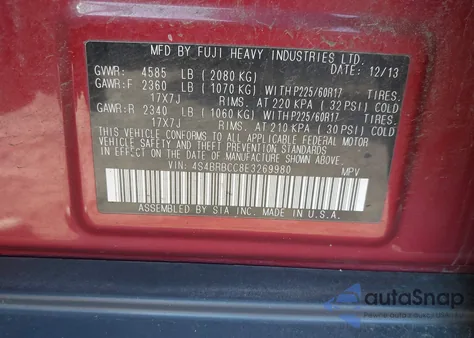 MFD BY FUJI HEAVY INDUSTRIES LTD.
DATE: 12/13
GVWR: 4585 LB (2080 KG)
GAWR:F 2360 LB (1070 KG) WITH P225/60R17 TIRES,
17X7J RIMS, AT 220 KPA (32 PSI) COLD
GAWR:R 2340 LB (1060 KG) WITH P225/60R17 TIRES,
17X7J RIMS, AT 210 KPA (30 PSI) COLD
THIS VEHICLE CONFORMS TO ALL APPLICABLE FEDERAL MOTOR
VEHICLE SAFETY AND THEFT PREVENTION STANDARDS
IN EFFECT ON THE DATE OF MANUFACTURE SHOWN ABOVE.
VIN: 4S4BRBCC8E3269980 MPV
ASSEMBLED BY SIA INC. MADE IN U.S.A.
autoSnap